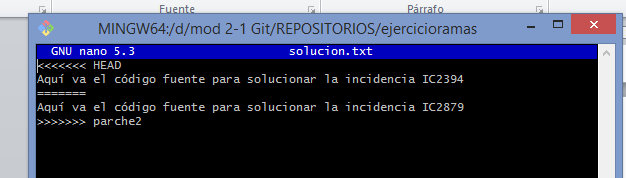 Fuente
Párrafo
MINGW64:/d/mod 2-1 Git/REPOSITORIOS/ejercicioramas
GNU nano 5.3 solucion.txt
<<<<<<< HEAD
Aquí va el código fuente para solucionar la incidencia IC2394
=======
Aquí va el código fuente para solucionar la incidencia IC2879
>>>>>>> parche2